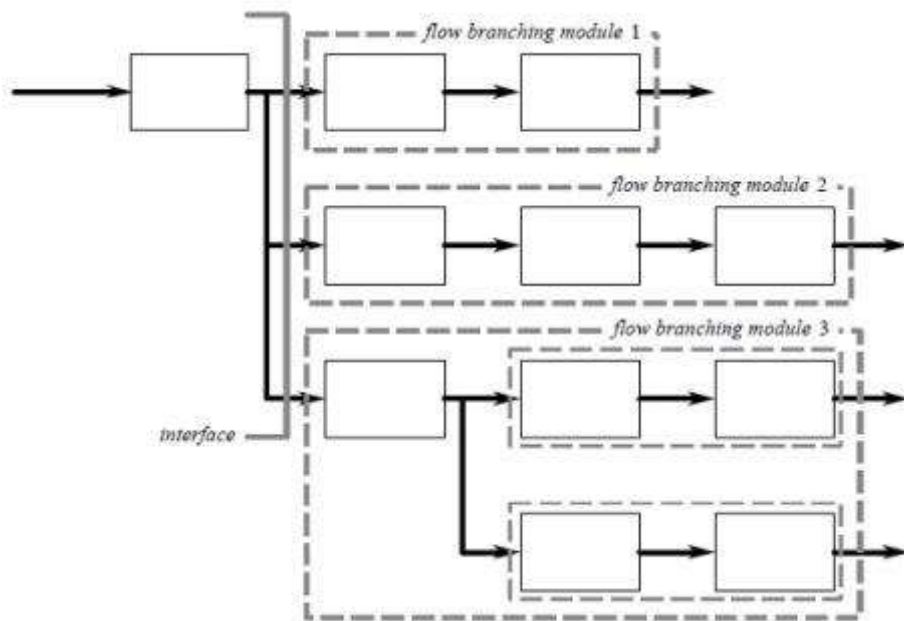 flow branching module 1
flow branching module 2
flow branching module 3
interface